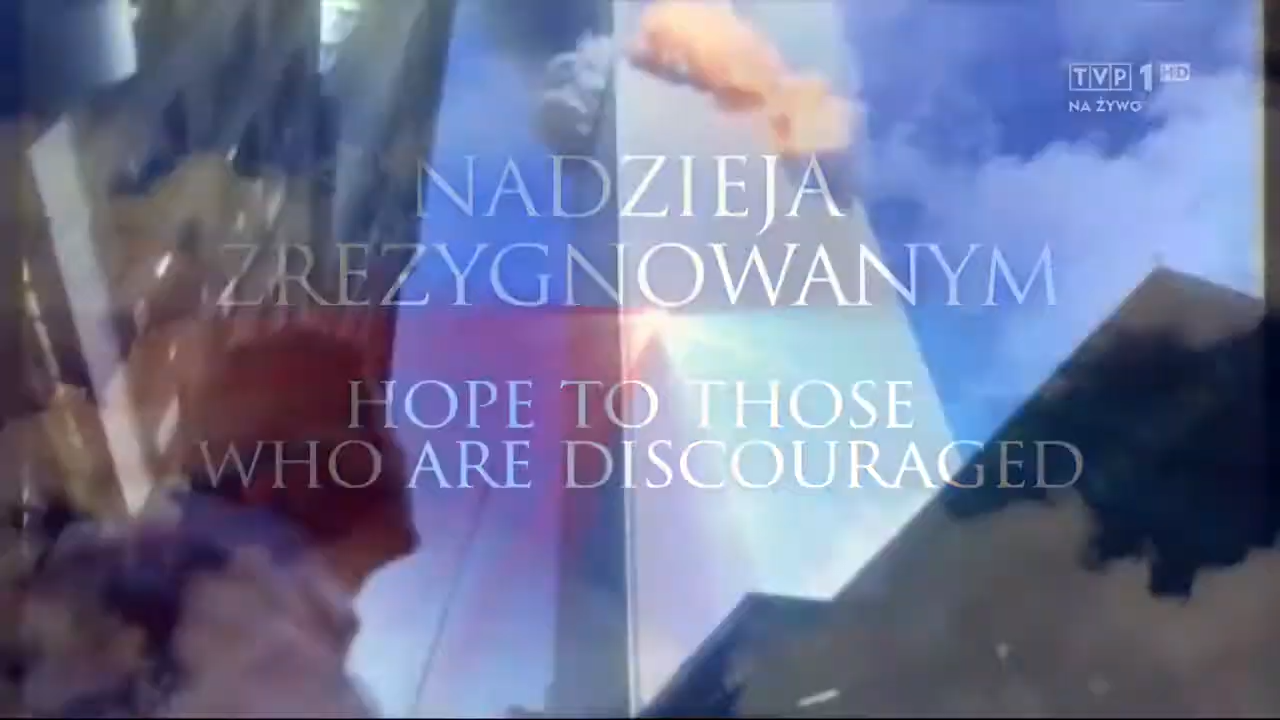 TVP 1 HD
NA ŻYWO
NADZIEJA
ZREZYGNOWANYM
HOPE TO THOSE
WHO ARE DISCOURAGED